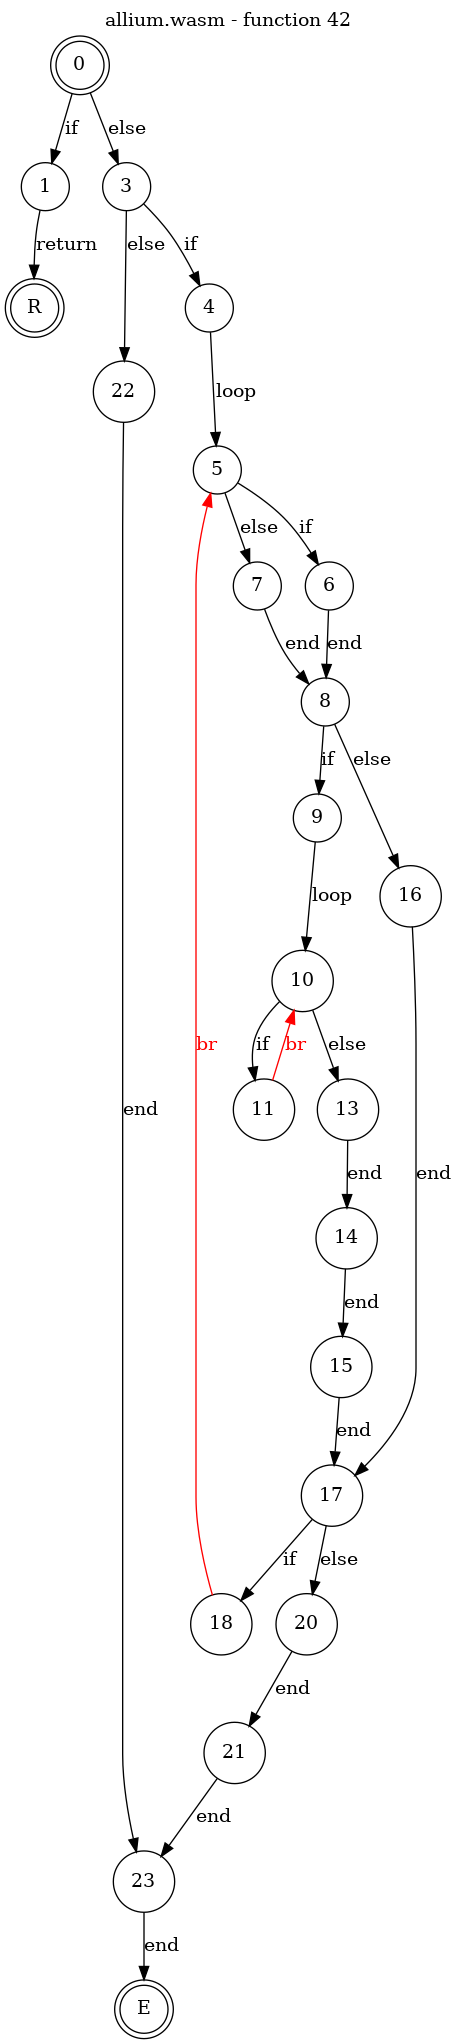 allium.wasm - function 42
0
if
else
1
3
return
else
if
R
4
22
loop
5
else
if
7
6
end
end
8
if
else
9
16
loop
10
if
br
else
br
11
13
end
end
end
14
end
15
end
17
if
else
18
20
end
21
end
23
end
E